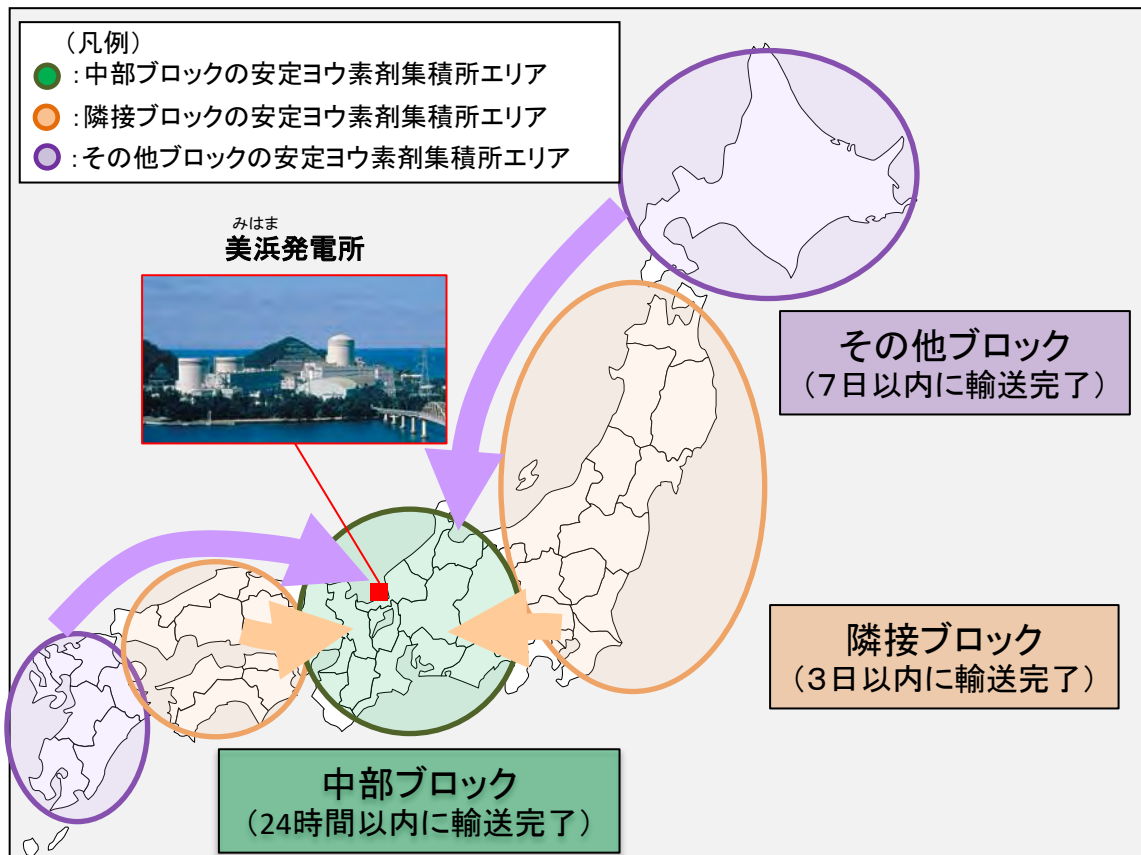 （凡例）
：中部ブロックの安定ヨウ素剤集積所エリア
：隣接ブロックの安定ヨウ素剤集積所エリア
：その他ブロックの安定ヨウ素剤集積所エリア
みはま
美浜発電所
その他ブロック
（７日以内に輸送完了）
隣接ブロック
（３日以内に輸送完了）
中部ブロック
（24時間以内に輸送完了）